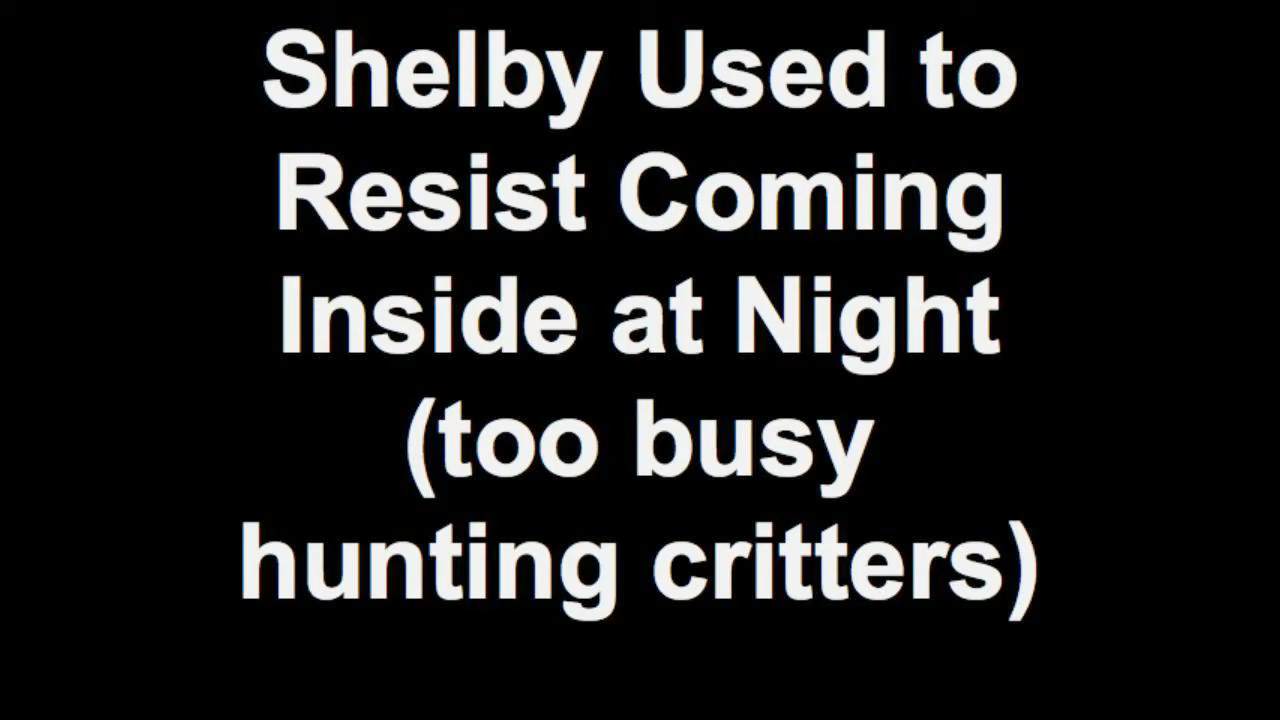 Shelby Used to
Resist Coming
Inside at Night
(too busy
hunting critters)